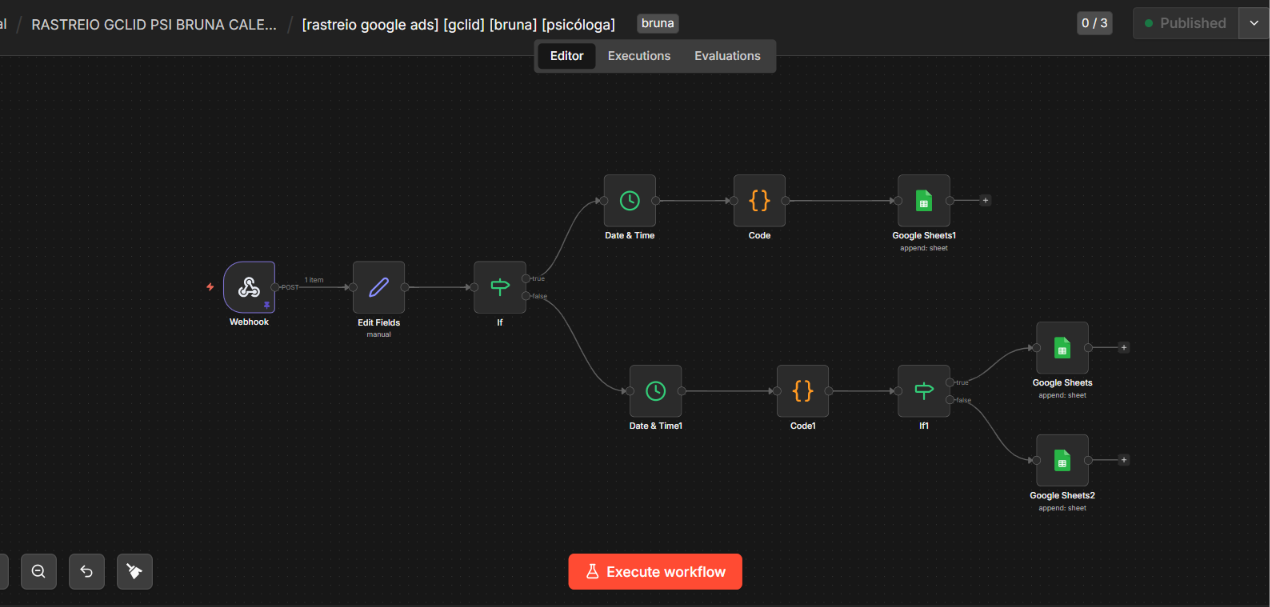 al / RASTREIO GCLID PSI BRUNA CALE... / [rastreio google ads] [gclid] [bruna] [psicóloga] bruna 0 / 3 Published
Editor Executions Evaluations
Date & Time
Code
Google Sheets1
append: sheet
Webhook
POST
1 item
Edit Fields
manual
If
true
false
Date & Time1
Code1
If1
true
false
Google Sheets
append: sheet
Google Sheets2
append: sheet
Execute workflow